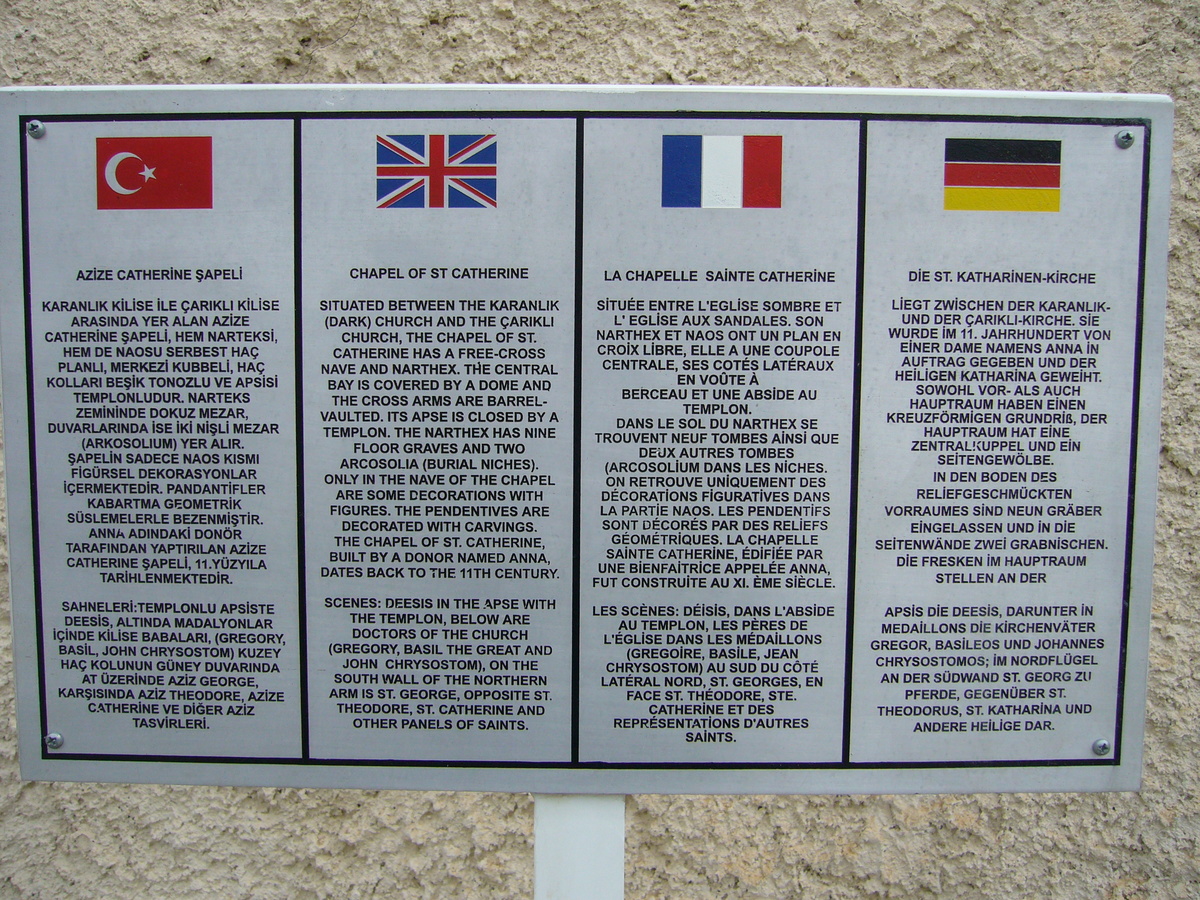 AZİZE CATHERİNE ŞAPELİ
KARANLIK KİLİSE İLE ÇARIKLI KİLİSE
ARASINDA YER ALAN AZİZE
CATHERİNE ŞAPELİ, HEM NARTEKSİ,
HEM DE NAOSU SERBEST HAÇ
PLANLI, MERKEZİ KUBBELİ, HAÇ
KOLLARI BEŞİK TONOZLU VE APSİSİ
TEMPLONLUDUR. NARTEKS
ZEMİNİNDE DOKUZ MEZAR,
DUVARLARINDA İSE İKİ NİŞLİ MEZAR
(ARKOSOLIUM) YER ALIR.
ŞAPELİN SADECE NAOS KISMI
FİGÜRSEL DEKORASYONLAR
İÇERMEKTEDİR. PANDANTİFLER
KABARTMA GEOMETRİK
SÜSLEMELERLE BEZENMİŞTİR.
ANNA ADINDAKİ DONÖR
TARAFINDAN YAPTIRILAN AZİZE
CATHERINE ŞAPELİ, 11.YÜZYILA
TARİHLENMEKTEDİR.
SAHNELERİ:TEMPLONLU APSİSTE
DEESİS, ALTINDA MADALYONLAR
İÇİNDE KİLİSE BABALARI, (GREGORY,
BASIL, JOHN CHRYSOSTOM) KUZEY
HAÇ KOLUNUN GÜNEY DUVARINDA
AT ÜZERİNDE AZİZ GEORGE,
KARŞISINDA AZİZ THEODORE, AZİZE
CATHERİNE VE DİĞER AZİZ
TASVİRLERİ.
CHAPEL OF ST CATHERINE
SITUATED BETWEEN THE KARANLIK
(DARK) CHURCH AND THE ÇARIKLI
CHURCH, THE CHAPEL OF ST.
CATHERINE HAS A FREE-CROSS
NAVE AND NARTHEX. THE CENTRAL
BAY IS COVERED BY A DOME AND
THE CROSS ARMS ARE BARREL-
VAULTED. ITS APSE IS CLOSED BY A
TEMPLON. THE NARTHEX HAS NINE
FLOOR GRAVES AND TWO
ARCOSOLIA (BURIAL NICHES).
ONLY IN THE NAVE OF THE CHAPEL
ARE SOME DECORATIONS WITH
FIGURES. THE PENDENTIVES ARE
DECORATED WITH CARVINGS.
THE CHAPEL OF ST. CATHERINE,
BUILT BY A DONOR NAMED ANNA,
DATES BACK TO THE 11TH CENTURY.
SCENES: DEESIS IN THE APSE WITH
THE TEMPLON, BELOW ARE
DOCTORS OF THE CHURCH
(GREGORY, BASIL THE GREAT AND
JOHN CHRYSOSTOM), ON THE
SOUTH WALL OF THE NORTHERN
ARM IS ST. GEORGE, OPPOSITE ST.
THEODORE, ST. CATHERINE AND
OTHER PANELS OF SAINTS.
LA CHAPELLE SAINTE CATHERİNE
SİTUÉE ENTRE L'EGLİSE SOMBRE ET
L' EGLİSE AUX SANDALES. SON
NARTHEX ET NAOS ONT UN PLAN EN
CROİX LİBRE, ELLE A UNE COUPOLE
CENTRALE, SES COTÉS LATÉRAUX
EN VOÛTE À
BERCEAU ET UNE ABSİDE AU
TEMPLON.
DANS LE SOL DU NARTHEX SE
TROUVENT NEUF TOMBES AİNSİ QUE
DEUX AUTRES TOMBES
(ARCOSOLİUM DANS LES NİCHES.
ON RETROUVE UNIQUEMENT DES
DÉCORATİONS FİGURATİVES DANS
LA PARTİE NAOS. LES PENDENTİFS
SONT DÉCORÉS PAR DES RELİEFS
GÉOMÉTRİQUES. LA CHAPELLE
SAINTE CATHERİNE, ÉDİFİÉE PAR
UNE BİENFAİTRİCE APPELÉE ANNA,
FUT CONSTRUITE AU XI. ÈME SİÈCLE.
LES SCÈNES: DÉİSİS, DANS L'ABSİDE
AU TEMPLON, LES PÈRES DE
L'ÉGLİSE DANS LES MÉDAİLLONS
(GREGOİRE, BASİLE, JEAN
CHRYSOSTOM) AU SUD DU CÔTÉ
LATÉRAL NORD, ST. GEORGES, EN
FACE ST. THÉODORE, STE.
CATHERİNE ET DES
REPRÉSENTATİONS D'AUTRES
SAİNTS.
DİE ST. KATHARİNEN-KİRCHE
LİEGT ZWİSCHEN DER KARANLIK-
UND DER ÇARIKLI-KIRCHE. SİE
WURDE İM 11. JAHRHUNDERT VON
EİNER DAME NAMENS ANNA İN
AUFTRAG GEGEBEN UND DER
HEİLİGEN KATHARİNA GEWEİHT.
SOWOHL VOR- ALS AUCH
HAUPTRAUM HABEN EİNEN
KREUZFÖRMİGEN GRUNDRİß, DER
HAUPTRAUM HAT EİNE
ZENTRALKUPPEL UND EİN
SEİTENGEWÖLBE.
İN DEN BODEN DES
RELİEFGESCHMÜCKTEN
VORRAUMES SİND NEUN GRÄBER
EİNGELASSEN UND İN DİE
SEİTENWÄNDE ZWEİ GRABNİSCHEN.
DİE FRESKEN İM HAUPTRAUM
STELLEN AN DER
APSİS DİE DEESİS, DARUNTER İN
MEDAİLLONS DİE KİRCHENVÄTER
GREGOR, BASİLEOS UND JOHANNES
CHRYSOSTOMOS; İM NORDFLÜGEL
AN DER SÜDWAND ST. GEORG ZU
PFERDE, GEGENÜBER ST.
THEODORUS, ST. KATHARİNA UND
ANDERE HEİLİGE DAR.